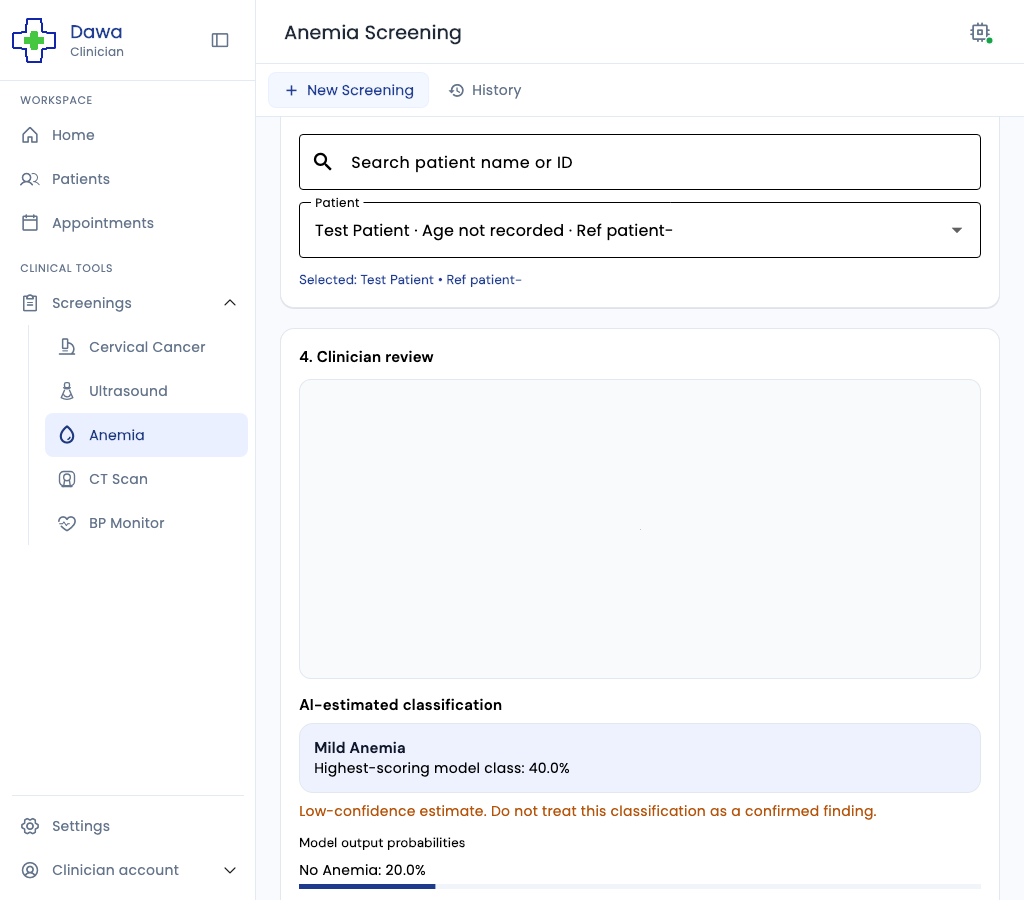 Dawa
Clinician
WORKSPACE
Home
Patients
Appointments
CLINICAL TOOLS
Screenings
Cervical Cancer
Ultrasound
Anemia
CT Scan
BP Monitor
Settings
Clinician account
Anemia Screening
New Screening
History
Search patient name or ID
Patient
Test Patient · Age not recorded · Ref patient-
Selected: Test Patient • Ref patient-
4. Clinician review
AI-estimated classification
Mild Anemia
Highest-scoring model class: 40.0%
Low-confidence estimate. Do not treat this classification as a confirmed finding.
Model output probabilities
No Anemia: 20.0%